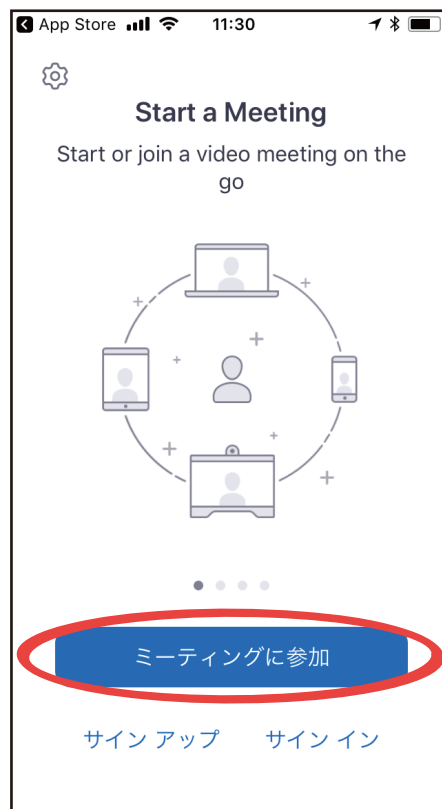 App Store 11:30
Start a Meeting
Start or join a video meeting on the
go
ミーティングに参加
サイン アップ サイン イン